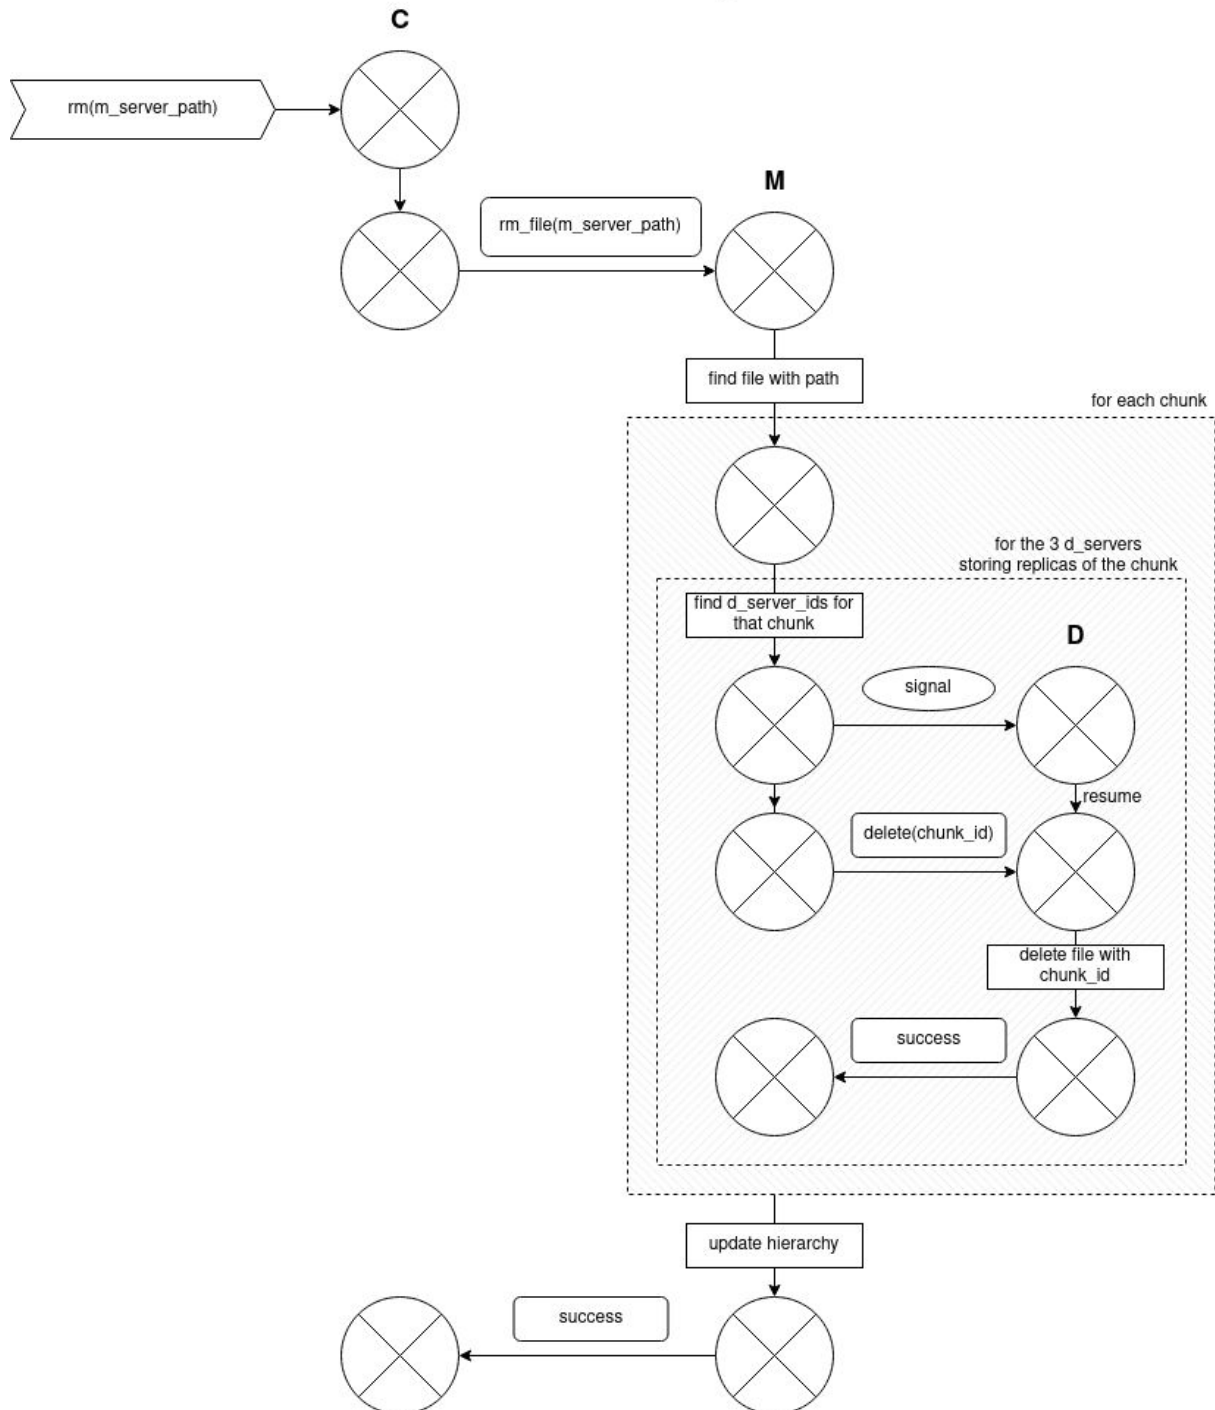 C
rm(m_server_path)
M
rm_file(m_server_path)
find file with path
for each chunk
for the 3 d_servers
storing replicas of the chunk
find d_server_ids for
that chunk
D
signal
resume
delete(chunk_id)
delete file with
chunk_id
success
update hierarchy
success